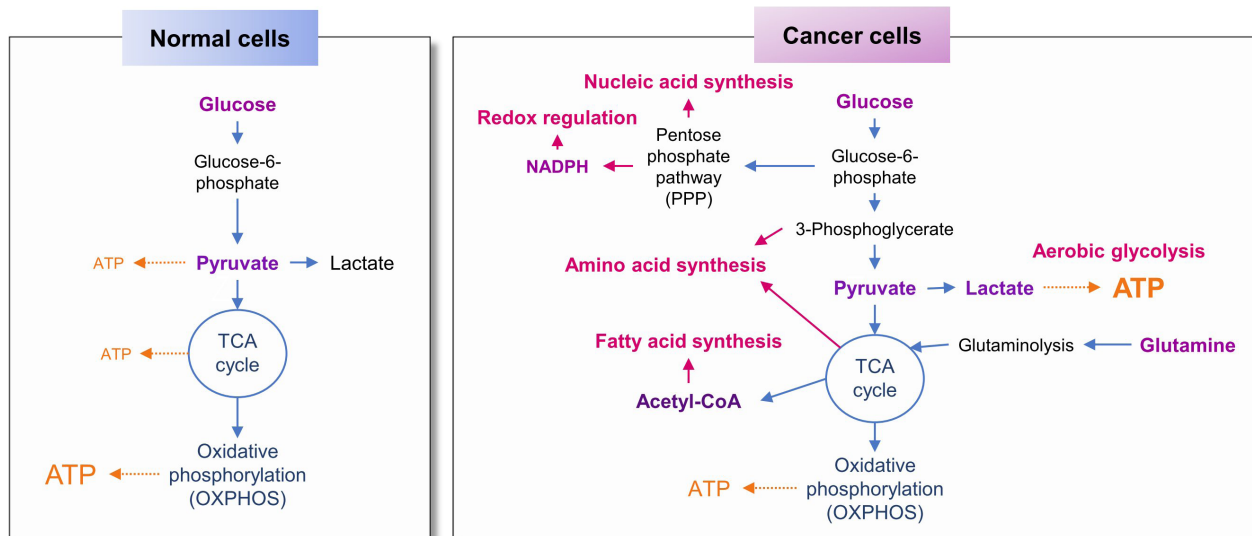 Normal cells
Glucose
Glucose-6-
phosphate
ATP
Pyruvate
Lactate
ATP
TCA
cycle
ATP
Oxidative
phosphorylation
(OXPHOS)
Cancer cells
Nucleic acid synthesis
Glucose
Redox regulation
Pentose
phosphate
pathway
(PPP)
NADPH
Glucose-6-
phosphate
3-Phosphoglycerate
Amino acid synthesis
Aerobic glycolysis
Pyruvate
Lactate
ATP
Fatty acid synthesis
TCA
cycle
Glutaminolysis
Glutamine
Acetyl-CoA
ATP
Oxidative
phosphorylation
(OXPHOS)